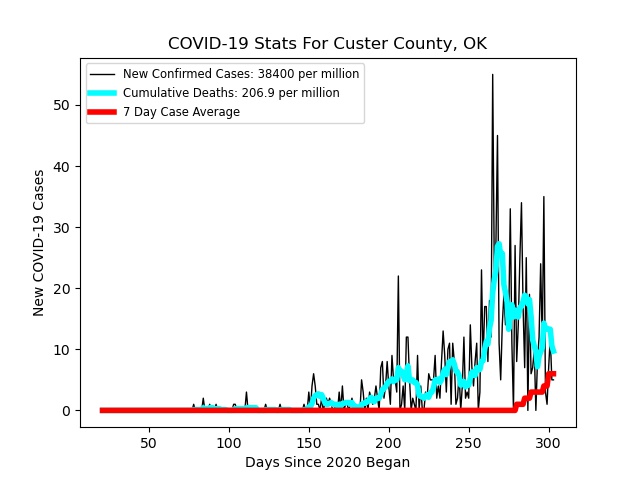 COVID-19 Stats For Custer County, OK
New Confirmed Cases: 38400 per million
Cumulative Deaths: 206.9 per million
7 Day Case Average
New COVID-19 Cases
50
40
30
20
10
0
50 100 150 200 250 300
Days Since 2020 Began